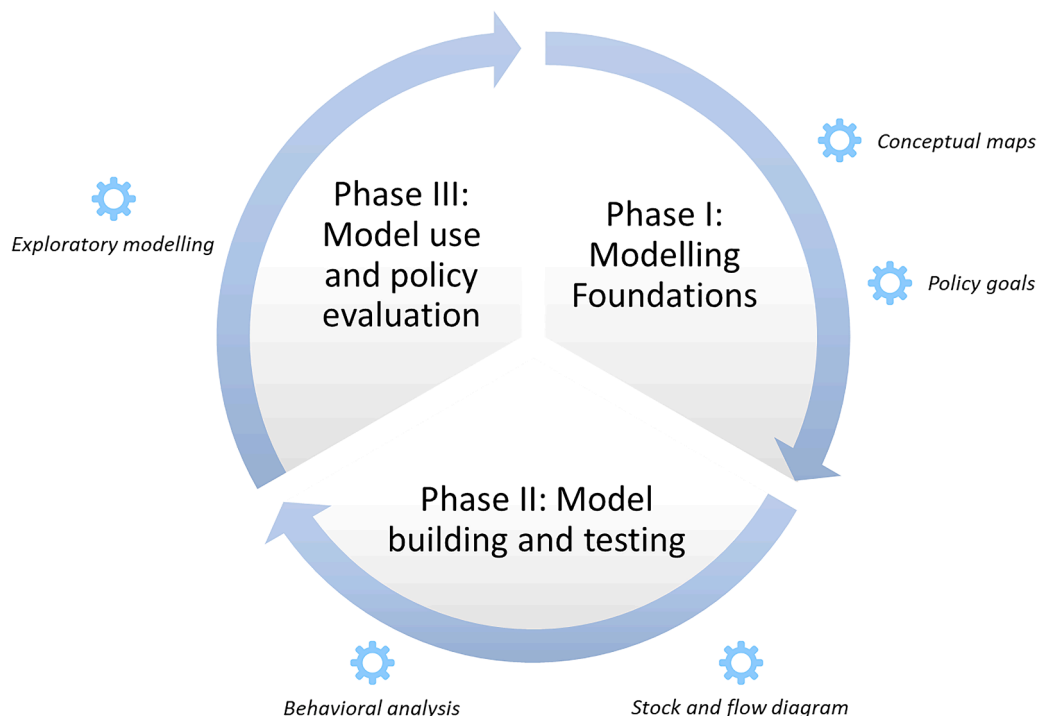 Phase I:
Modelling
Foundations
Conceptual maps
Policy goals
Phase II: Model
building and testing
Stock and flow diagram
Behavioral analysis
Phase III:
Model use
and policy
evaluation
Exploratory modelling